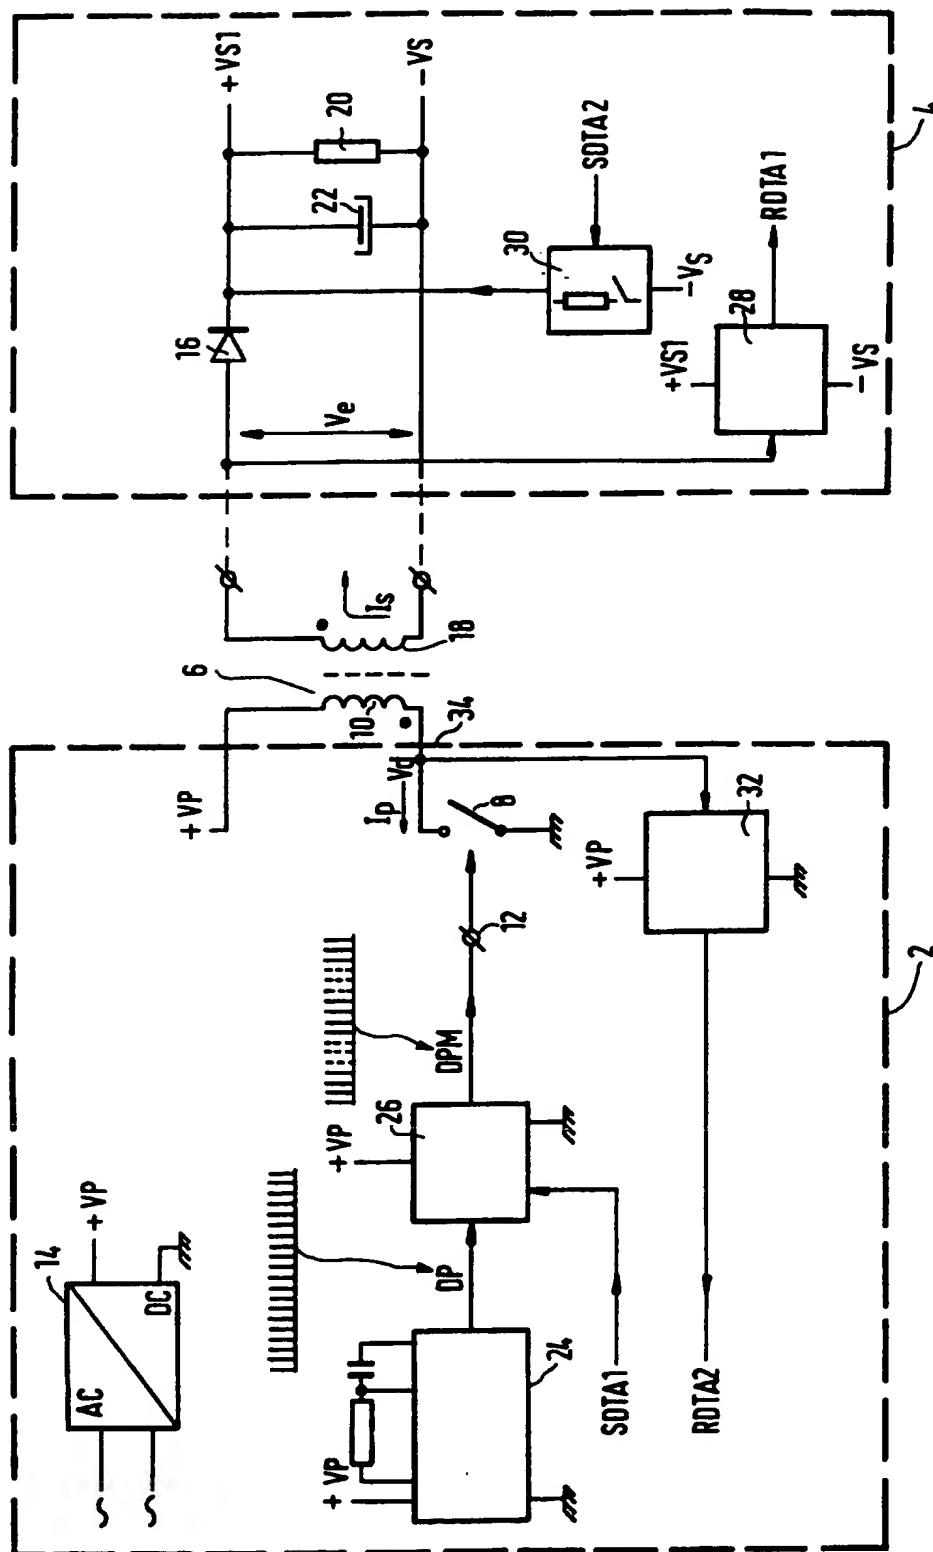 14
AC
DC
+VP
+VP
24
DP
26
+VP
DPM
12
SDTA1
RDTA2
+VP
32
+VP
Ip
Vd
8
34
2
6
10
18
Is
Ve
16
22
20
+VS1
-VS
30
SDTA2
-VS
+VS1
28
-VS
RDTA1
4